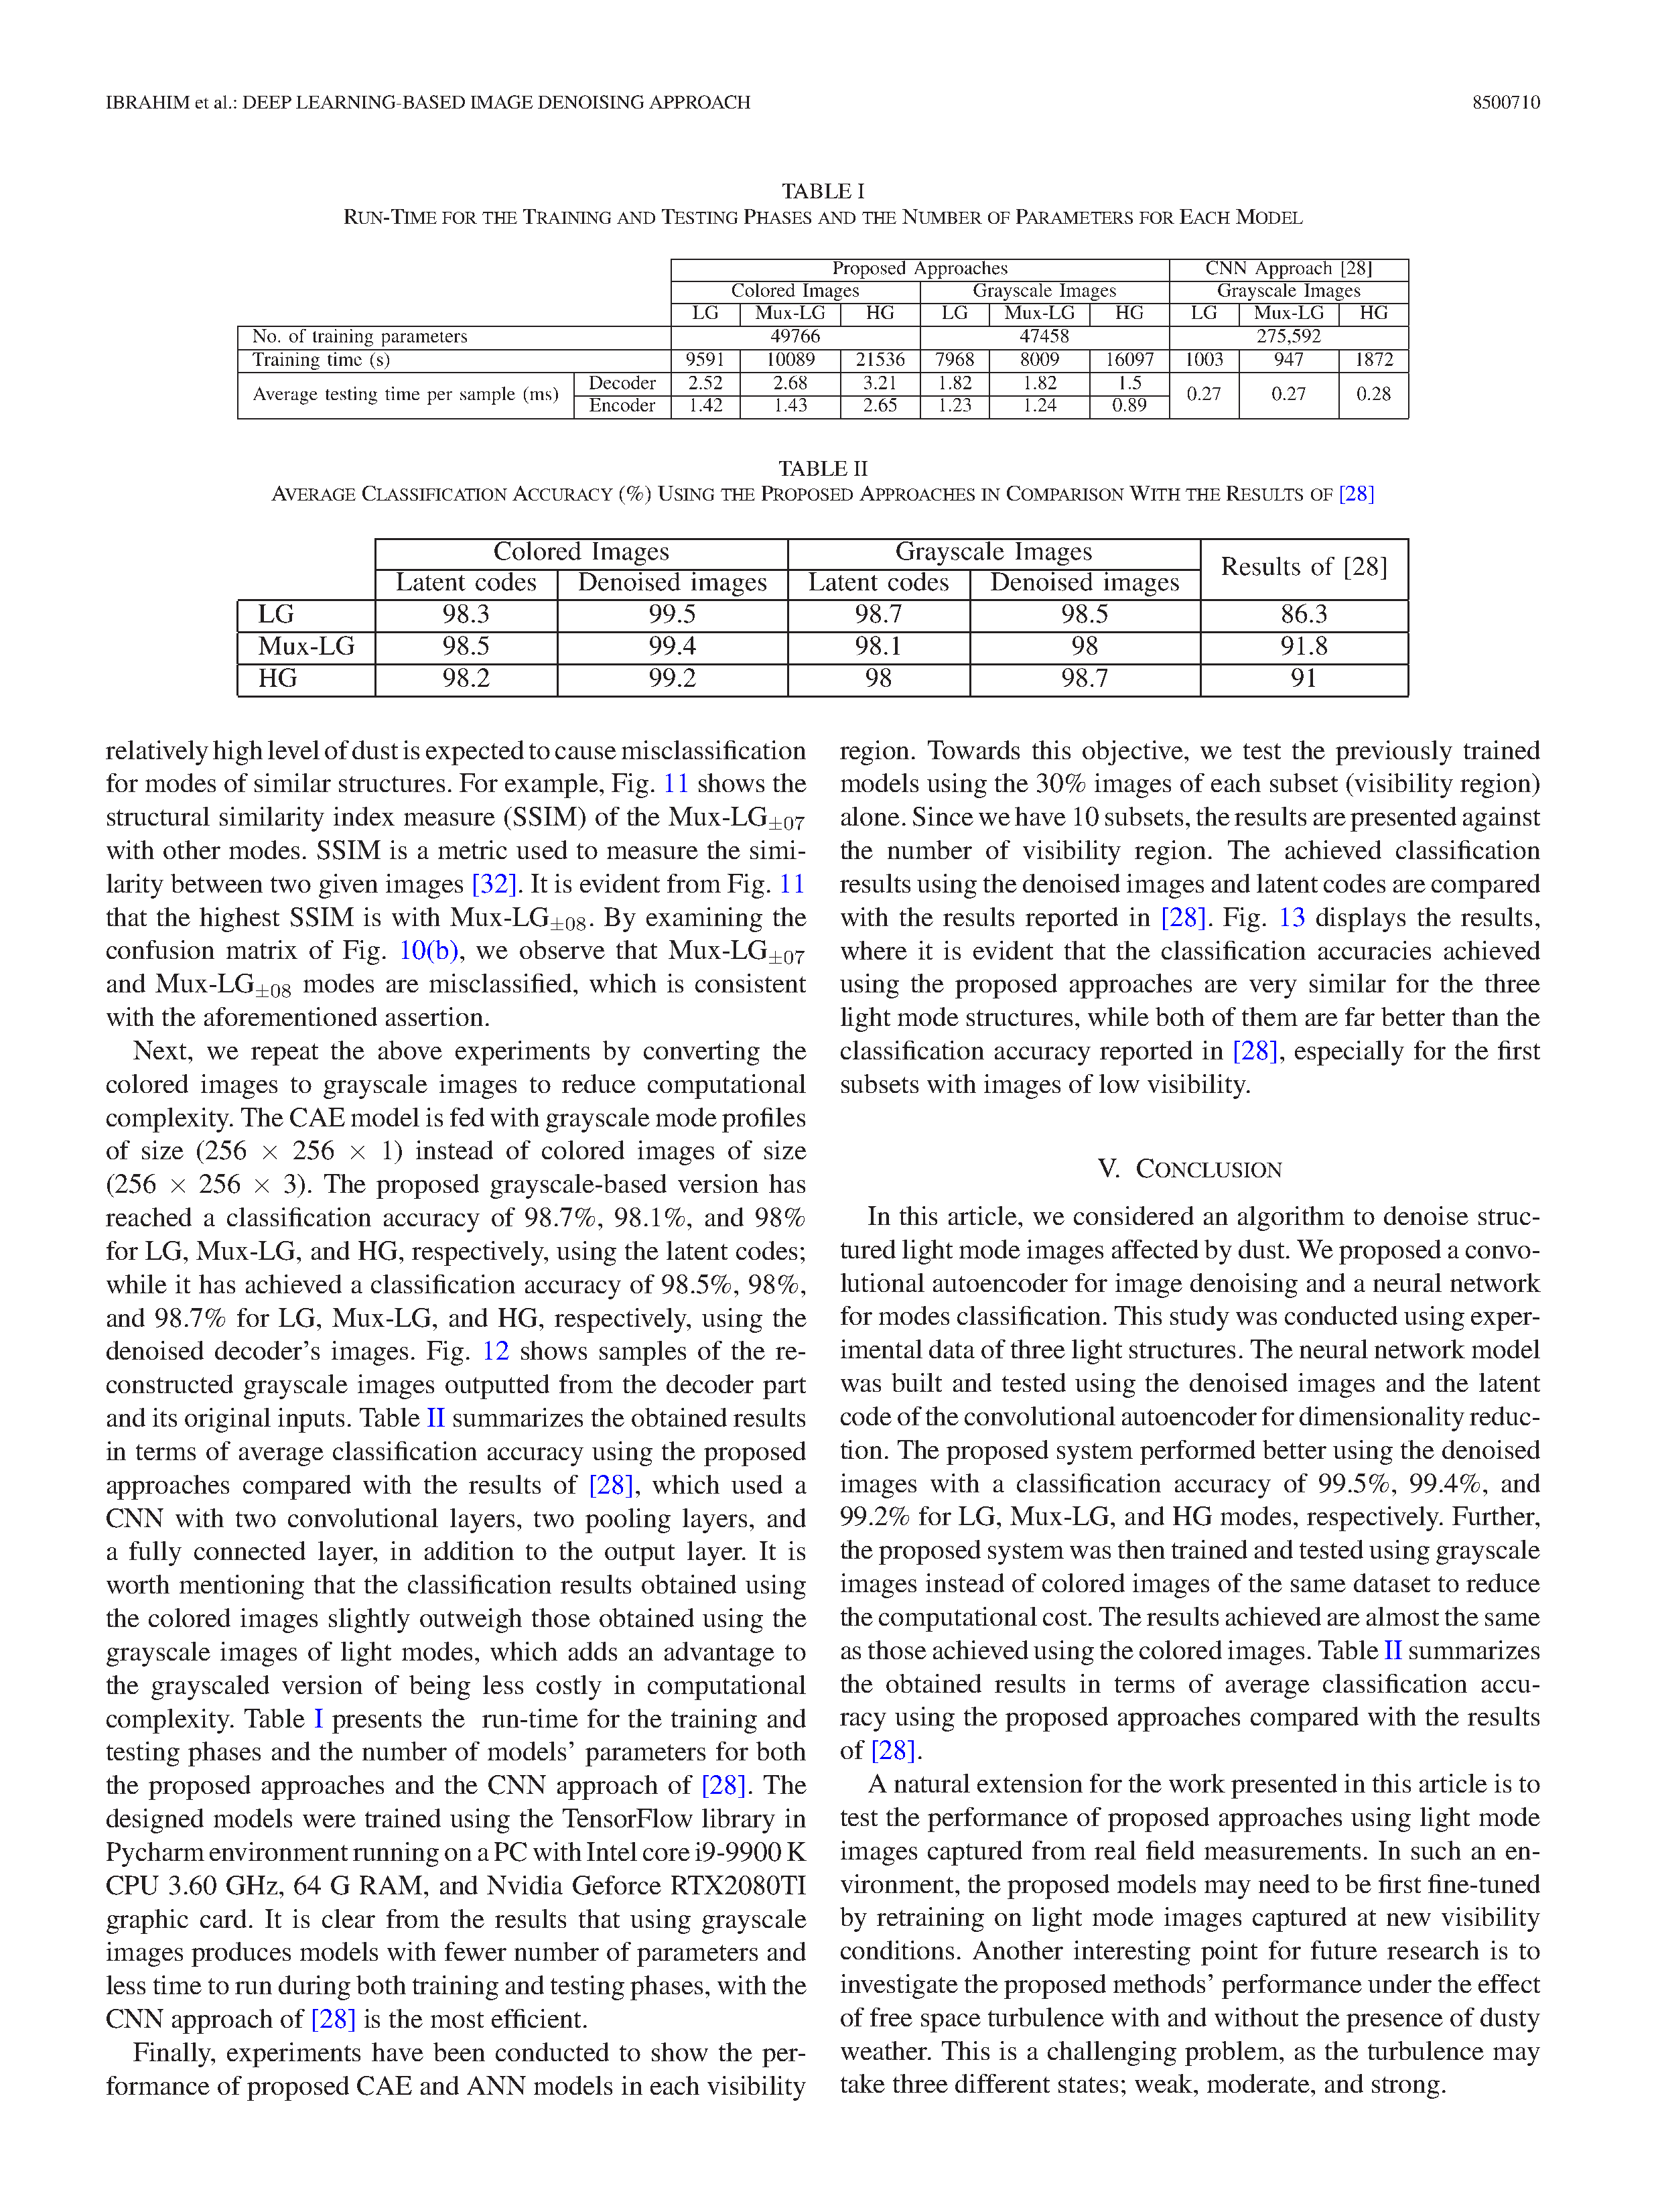 IBRAHIM et al.: DEEP LEARNING-BASED IMAGE DENOISING APPROACH 8500710
TABLE I
RUN-TIME FOR THE TRAINING AND TESTING PHASES AND THE NUMBER OF PARAMETERS FOR EACH MODEL
Proposed Approaches CNN Approach [28]
Colored Images Grayscale Images Grayscale Images
LG Mux-LG HG LG Mux-LG HG LG Mux-LG HG
No. of training parameters 49766 47458 275,592
Training time (s) 9591 10089 21536 7968 8009 16097 1003 947 1872
Average testing time per sample (ms) Decoder 2.52 2.68 3.21 1.82 1.82 1.5 0.27 0.27 0.28
Encoder 1.42 1.43 2.65 1.23 1.24 0.89
TABLE II
AVERAGE CLASSIFICATION ACCURACY (%) USING THE PROPOSED APPROACHES IN COMPARISON WITH THE RESULTS OF [28]
Colored Images Grayscale Images Results of [28]
Latent codes Denoised images Latent codes Denoised images
LG 98.3 99.5 98.7 98.5 86.3
Mux-LG 98.5 99.4 98.1 98 91.8
HG 98.2 99.2 98 98.7 91
relatively high level of dust is expected to cause misclassification
for modes of similar structures. For example, Fig. 11 shows the
structural similarity index measure (SSIM) of the Mux-LG±07
with other modes. SSIM is a metric used to measure the simi-
larity between two given images [32]. It is evident from Fig. 11
that the highest SSIM is with Mux-LG±08. By examining the
confusion matrix of Fig. 10(b), we observe that Mux-LG±07
and Mux-LG±08 modes are misclassified, which is consistent
with the aforementioned assertion.
Next, we repeat the above experiments by converting the
colored images to grayscale images to reduce computational
complexity. The CAE model is fed with grayscale mode profiles
of size (256 × 256 × 1) instead of colored images of size
(256 × 256 × 3). The proposed grayscale-based version has
reached a classification accuracy of 98.7%, 98.1%, and 98%
for LG, Mux-LG, and HG, respectively, using the latent codes;
while it has achieved a classification accuracy of 98.5%, 98%,
and 98.7% for LG, Mux-LG, and HG, respectively, using the
denoised decoder's images. Fig. 12 shows samples of the re-
constructed grayscale images outputted from the decoder part
and its original inputs. Table II summarizes the obtained results
in terms of average classification accuracy using the proposed
approaches compared with the results of [28], which used a
CNN with two convolutional layers, two pooling layers, and
a fully connected layer, in addition to the output layer. It is
worth mentioning that the classification results obtained using
the colored images slightly outweigh those obtained using the
grayscale images of light modes, which adds an advantage to
the grayscaled version of being less costly in computational
complexity. Table I presents the run-time for the training and
testing phases and the number of models' parameters for both
the proposed approaches and the CNN approach of [28]. The
designed models were trained using the TensorFlow library in
Pycharm environment running on a PC with Intel core i9-9900 K
CPU 3.60 GHz, 64 G RAM, and Nvidia Geforce RTX2080TI
graphic card. It is clear from the results that using grayscale
images produces models with fewer number of parameters and
less time to run during both training and testing phases, with the
CNN approach of [28] is the most efficient.
Finally, experiments have been conducted to show the per-
formance of proposed CAE and ANN models in each visibility
region. Towards this objective, we test the previously trained
models using the 30% images of each subset (visibility region)
alone. Since we have 10 subsets, the results are presented against
the number of visibility region. The achieved classification
results using the denoised images and latent codes are compared
with the results reported in [28]. Fig. 13 displays the results,
where it is evident that the classification accuracies achieved
using the proposed approaches are very similar for the three
light mode structures, while both of them are far better than the
classification accuracy reported in [28], especially for the first
subsets with images of low visibility.
V. CONCLUSION
In this article, we considered an algorithm to denoise struc-
tured light mode images affected by dust. We proposed a convo-
lutional autoencoder for image denoising and a neural network
for modes classification. This study was conducted using exper-
imental data of three light structures. The neural network model
was built and tested using the denoised images and the latent
code of the convolutional autoencoder for dimensionality reduc-
tion. The proposed system performed better using the denoised
images with a classification accuracy of 99.5%, 99.4%, and
99.2% for LG, Mux-LG, and HG modes, respectively. Further,
the proposed system was then trained and tested using grayscale
images instead of colored images of the same dataset to reduce
the computational cost. The results achieved are almost the same
as those achieved using the colored images. Table II summarizes
the obtained results in terms of average classification accu-
racy using the proposed approaches compared with the results
of [28].
A natural extension for the work presented in this article is to
test the performance of proposed approaches using light mode
images captured from real field measurements. In such an en-
vironment, the proposed models may need to be first fine-tuned
by retraining on light mode images captured at new visibility
conditions. Another interesting point for future research is to
investigate the proposed methods' performance under the effect
of free space turbulence with and without the presence of dusty
weather. This is a challenging problem, as the turbulence may
take three different states; weak, moderate, and strong.